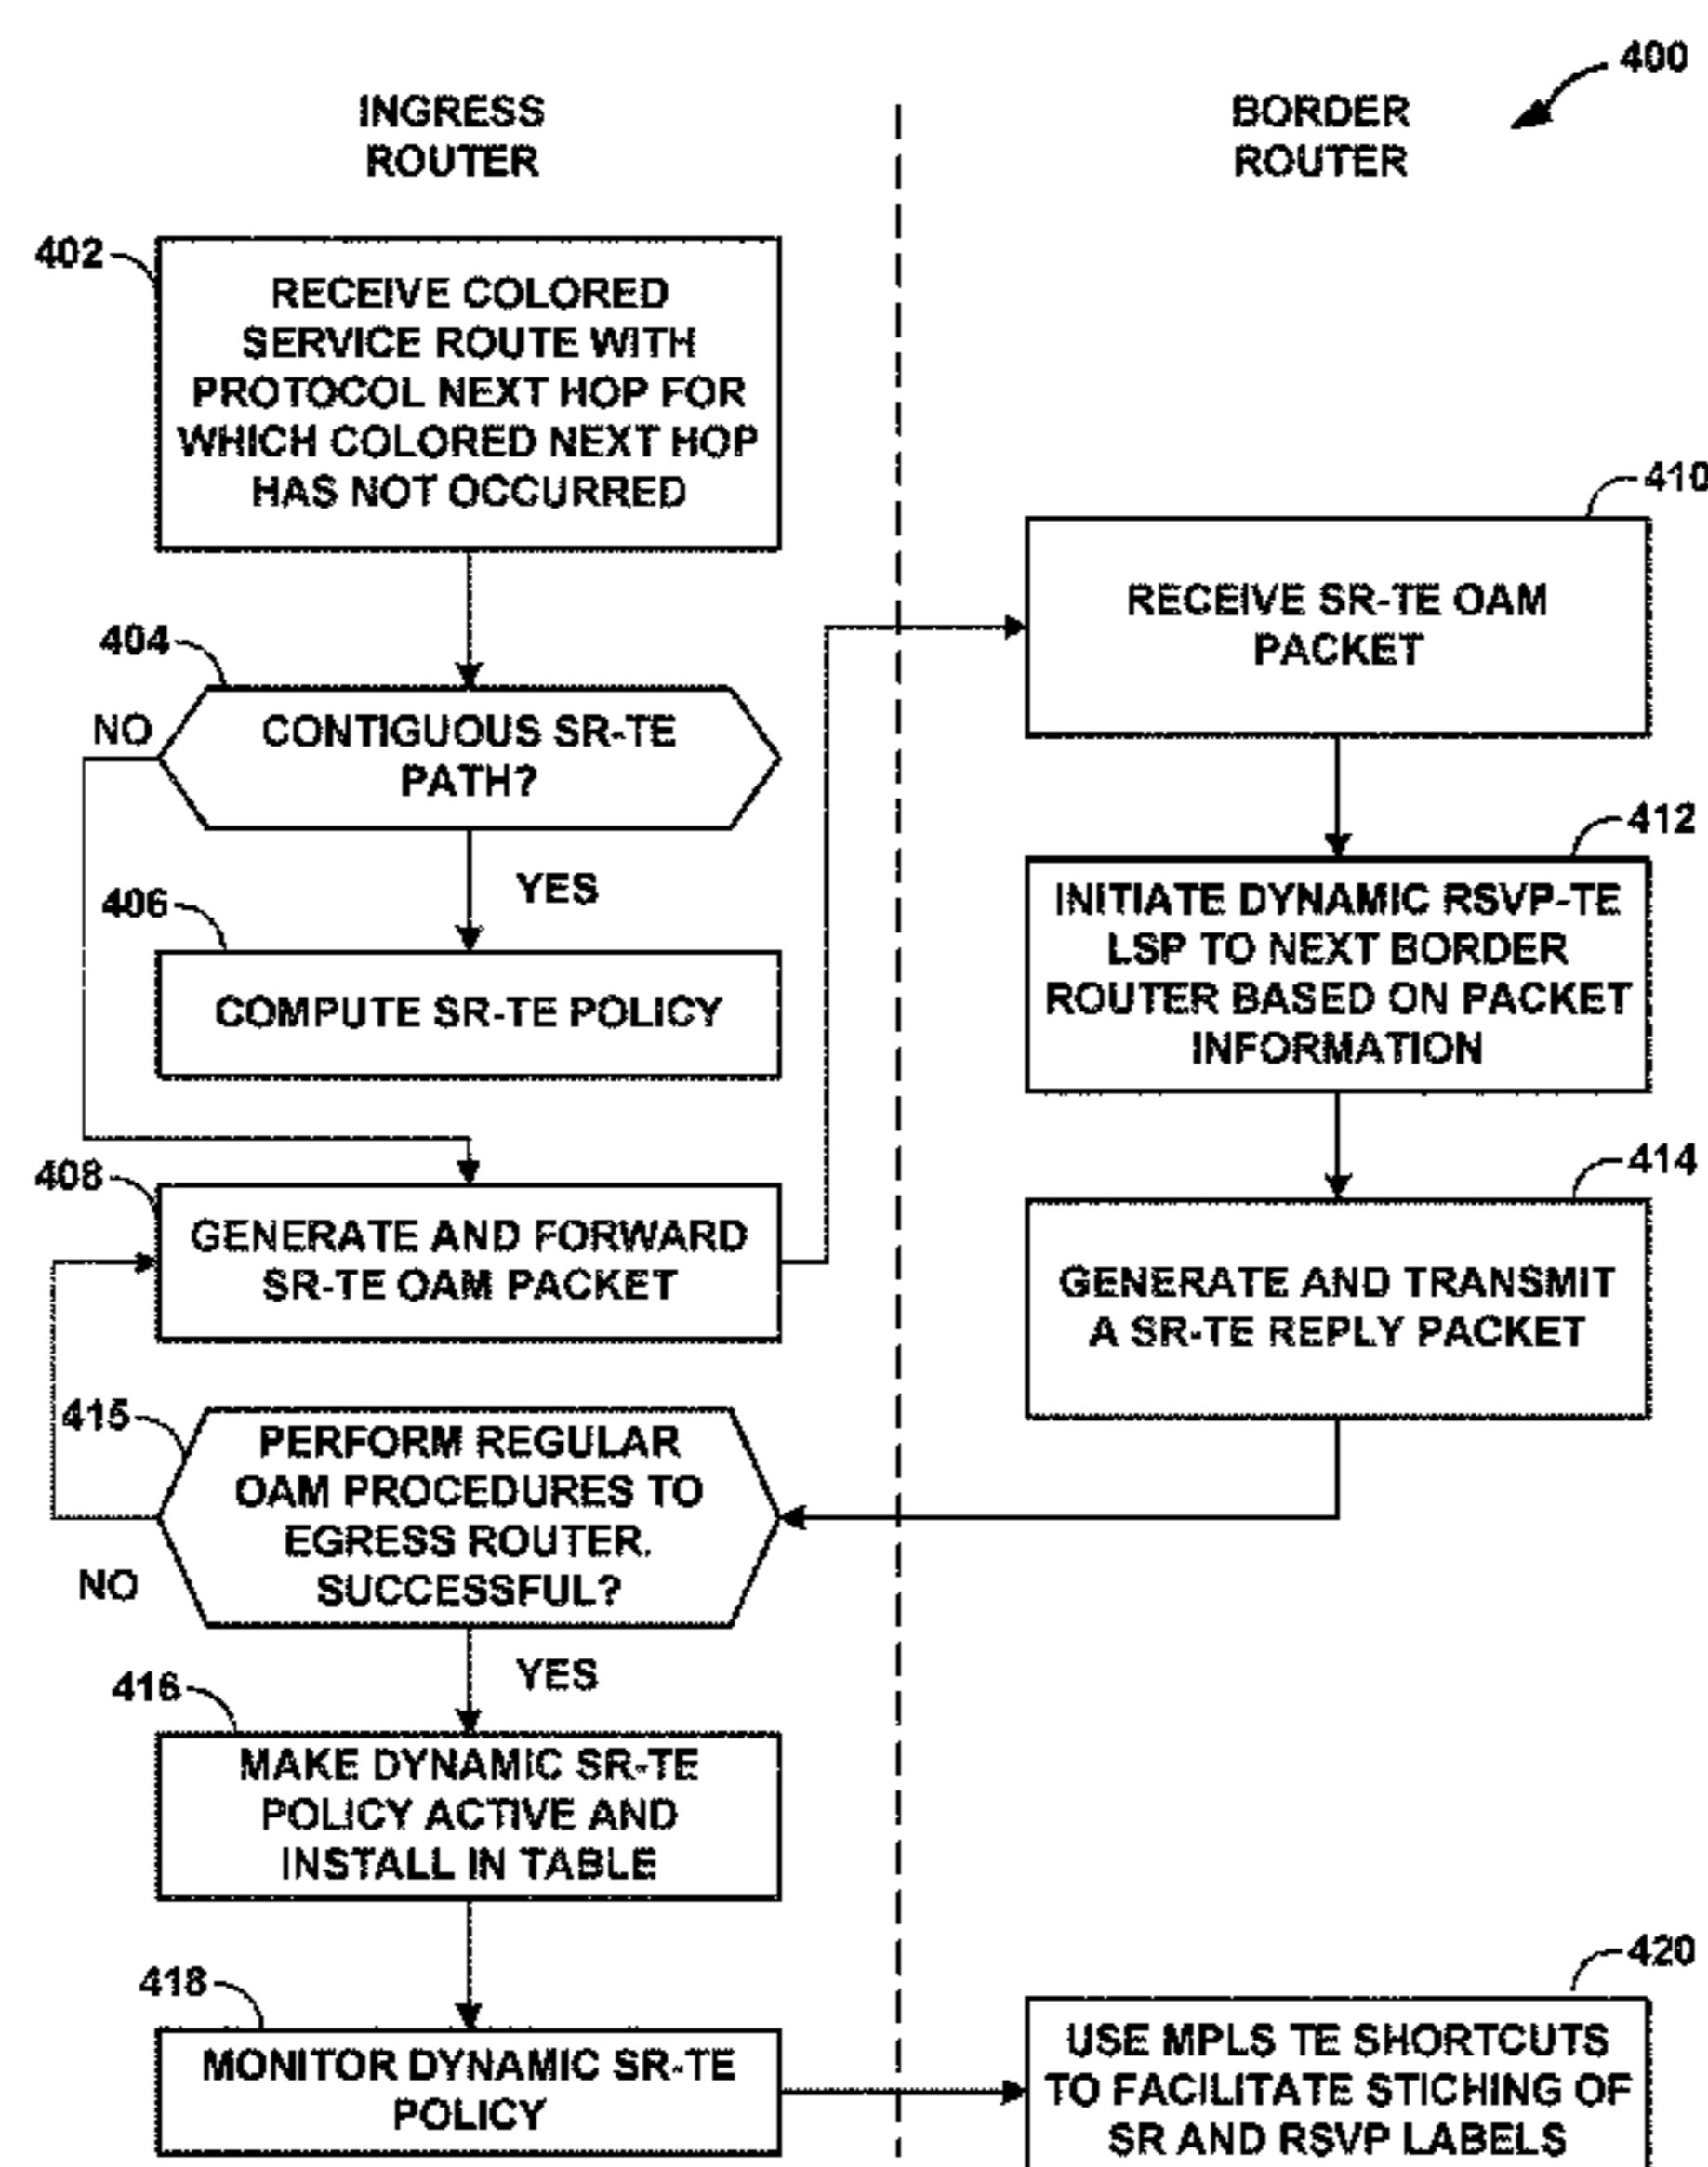 400
INGRESS
ROUTER
BORDER
ROUTER
402
RECEIVE COLORED
SERVICE ROUTE WITH
PROTOCOL NEXT HOP FOR
WHICH COLORED NEXT HOP
HAS NOT OCCURRED
404
NO
CONTIGUOUS SR-TE
PATH?
YES
406
COMPUTE SR-TE POLICY
408
GENERATE AND FORWARD
SR-TE OAM PACKET
410
RECEIVE SR-TE OAM
PACKET
412
INITIATE DYNAMIC RSVP-TE
LSP TO NEXT BORDER
ROUTER BASED ON PACKET
INFORMATION
414
GENERATE AND TRANSMIT
A SR-TE REPLY PACKET
415
PERFORM REGULAR
OAM PROCEDURES TO
EGRESS ROUTER.
SUCCESSFUL?
NO
YES
416
MAKE DYNAMIC SR-TE
POLICY ACTIVE AND
INSTALL IN TABLE
418
MONITOR DYNAMIC SR-TE
POLICY
420
USE MPLS TE SHORTCUTS
TO FACILITATE STICHING OF
SR AND RSVP LABELS